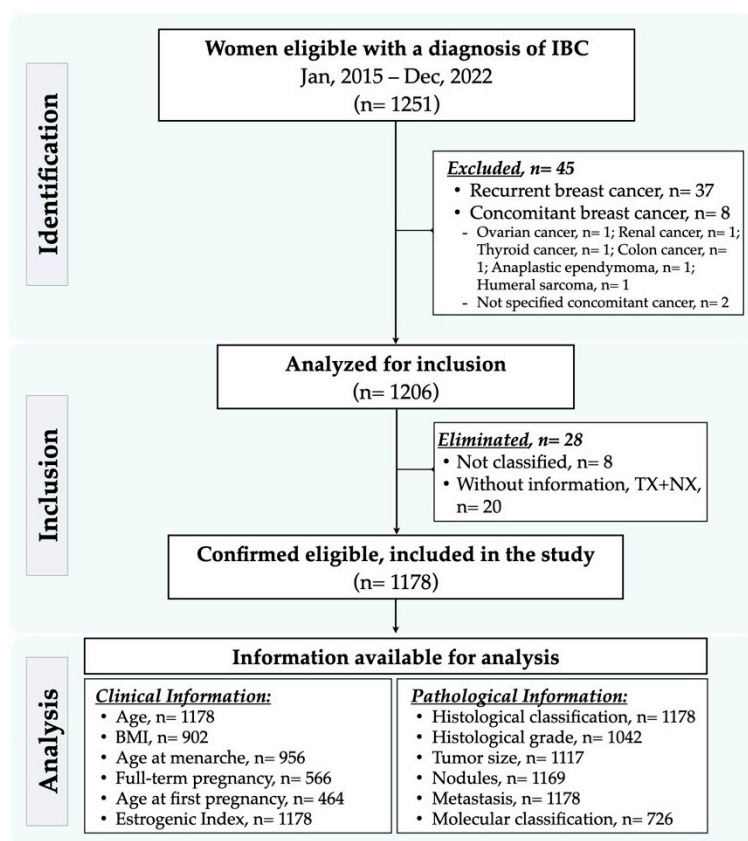 Identification
Women eligible with a diagnosis of IBC
Jan, 2015 – Dec, 2022
(n= 1251)
Excluded, n= 45
• Recurrent breast cancer, n= 37
• Concomitant breast cancer, n= 8
- Ovarian cancer, n= 1; Renal cancer, n= 1;
Thyroid cancer, n= 1; Colon cancer, n=
1; Anaplastic ependymoma, n= 1;
Humeral sarcoma, n= 1
- Not specified concomitant cancer, n= 2
Inclusion
Analyzed for inclusion
(n= 1206)
Eliminated, n= 28
• Not classified, n= 8
• Without information, TX+NX,
n= 20
Confirmed eligible, included in the study
(n= 1178)
Analysis
Information available for analysis
Clinical Information:
• Age, n= 1178
• BMI, n= 902
• Age at menarche, n= 956
• Full-term pregnancy, n= 566
• Age at first pregnancy, n= 464
• Estrogenic Index, n= 1178
Pathological Information:
• Histological classification, n= 1178
• Histological grade, n= 1042
• Tumor size, n= 1117
• Nodules, n= 1169
• Metastasis, n= 1178
• Molecular classification, n= 726